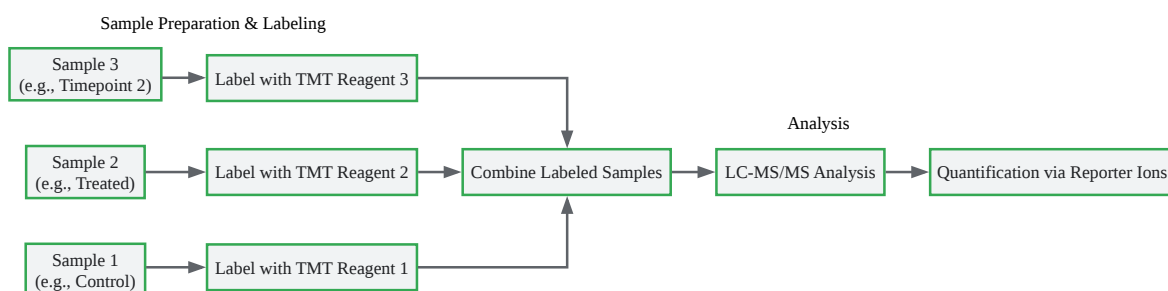 Sample Preparation & Labeling
Sample 3
(e.g., Timepoint 2)
Label with TMT Reagent 3
Analysis
Sample 2
(e.g., Treated)
Label with TMT Reagent 2
Combine Labeled Samples
LC-MS/MS Analysis
Quantification via Reporter Ions
Sample 1
(e.g., Control)
Label with TMT Reagent 1